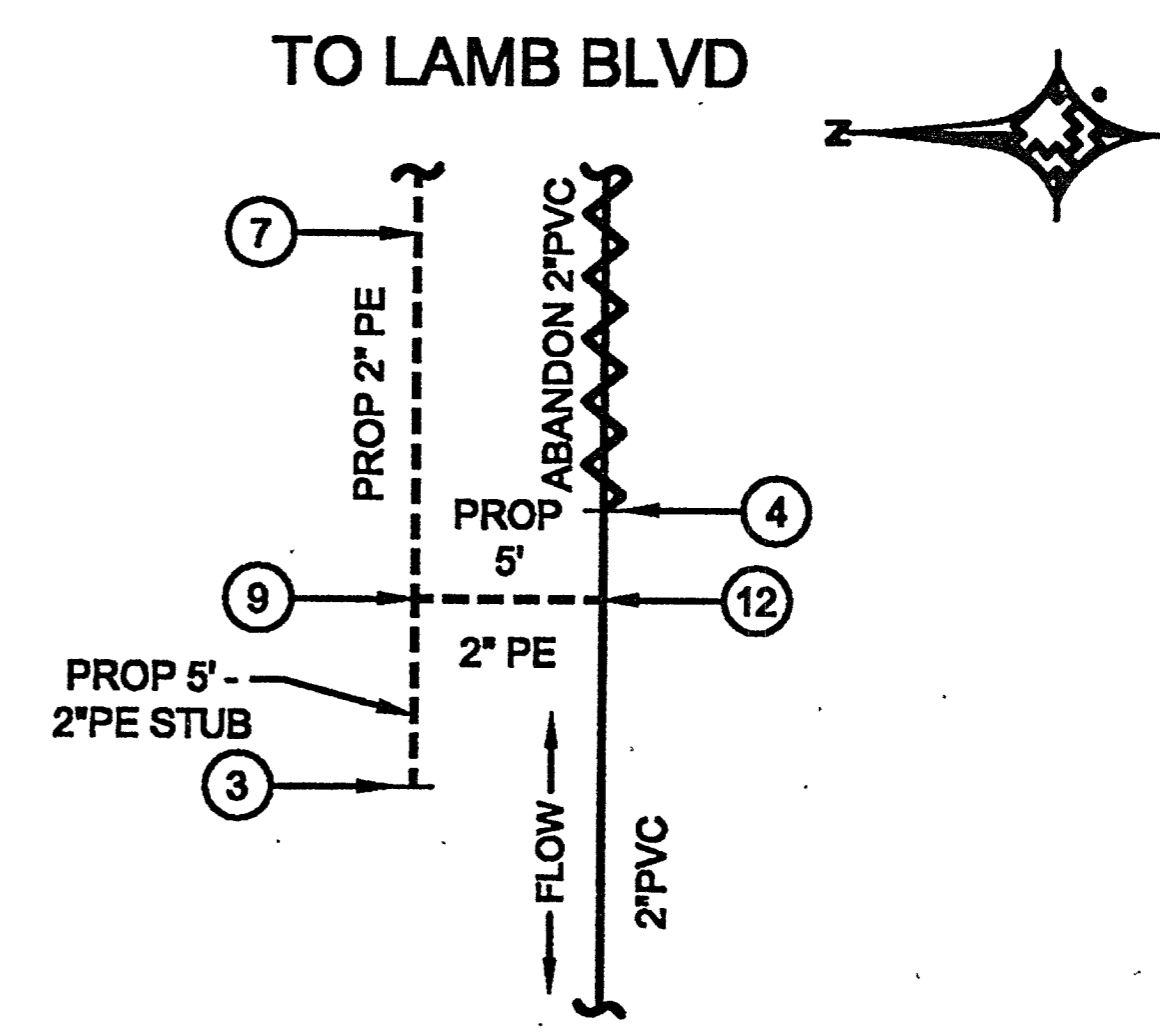 TO LAMB BLVD
Z
7
PROP 2" PE
ABANDON 2"PVC
4
PROP
5'
9
12
2" PE
PROP 5' -
2"PE STUB
3
FLOW
2"PVC